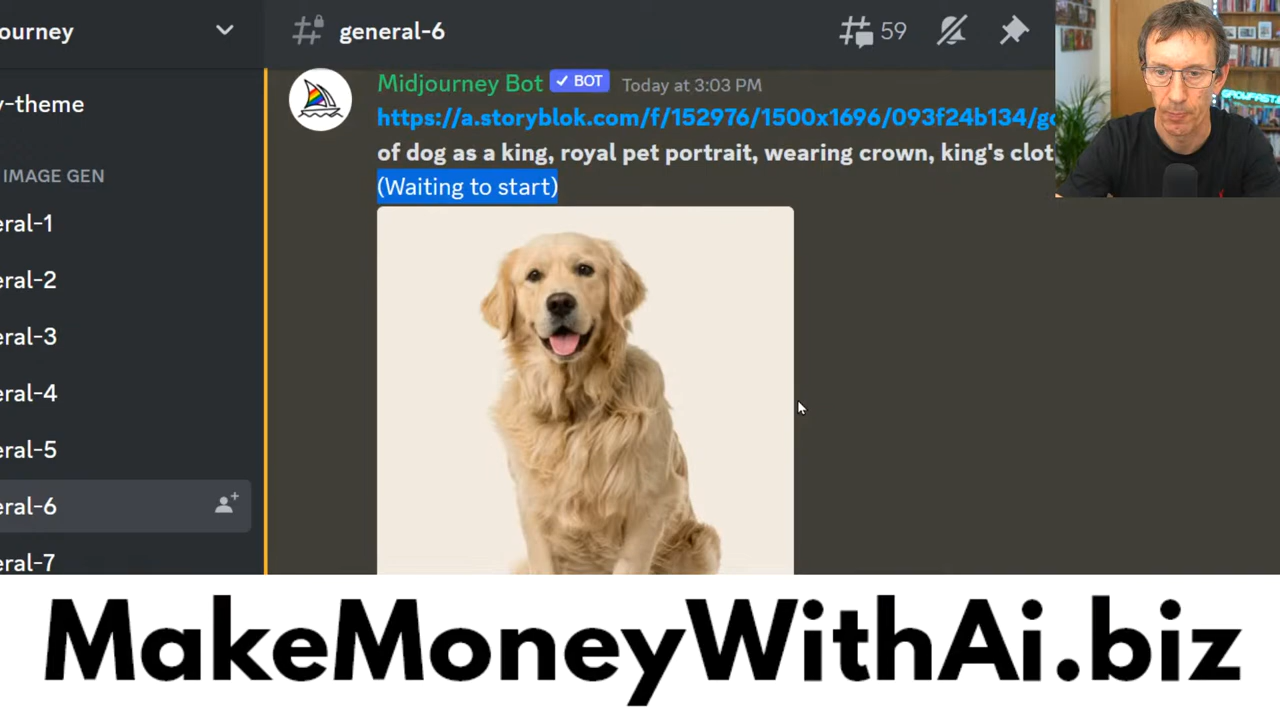 ourney
general-6
59
y-theme
IMAGE GEN
eral-1
eral-2
eral-3
eral-4
eral-5
eral-6
eral-7
Midjourney Bot ✓ BOT Today at 3:03 PM
https://a.storyblok.com/f/152976/1500x1696/093f24b134/go
of dog as a king, royal pet portrait, wearing crown, king's clot
(Waiting to start)
MakeMoneyWithAi.biz